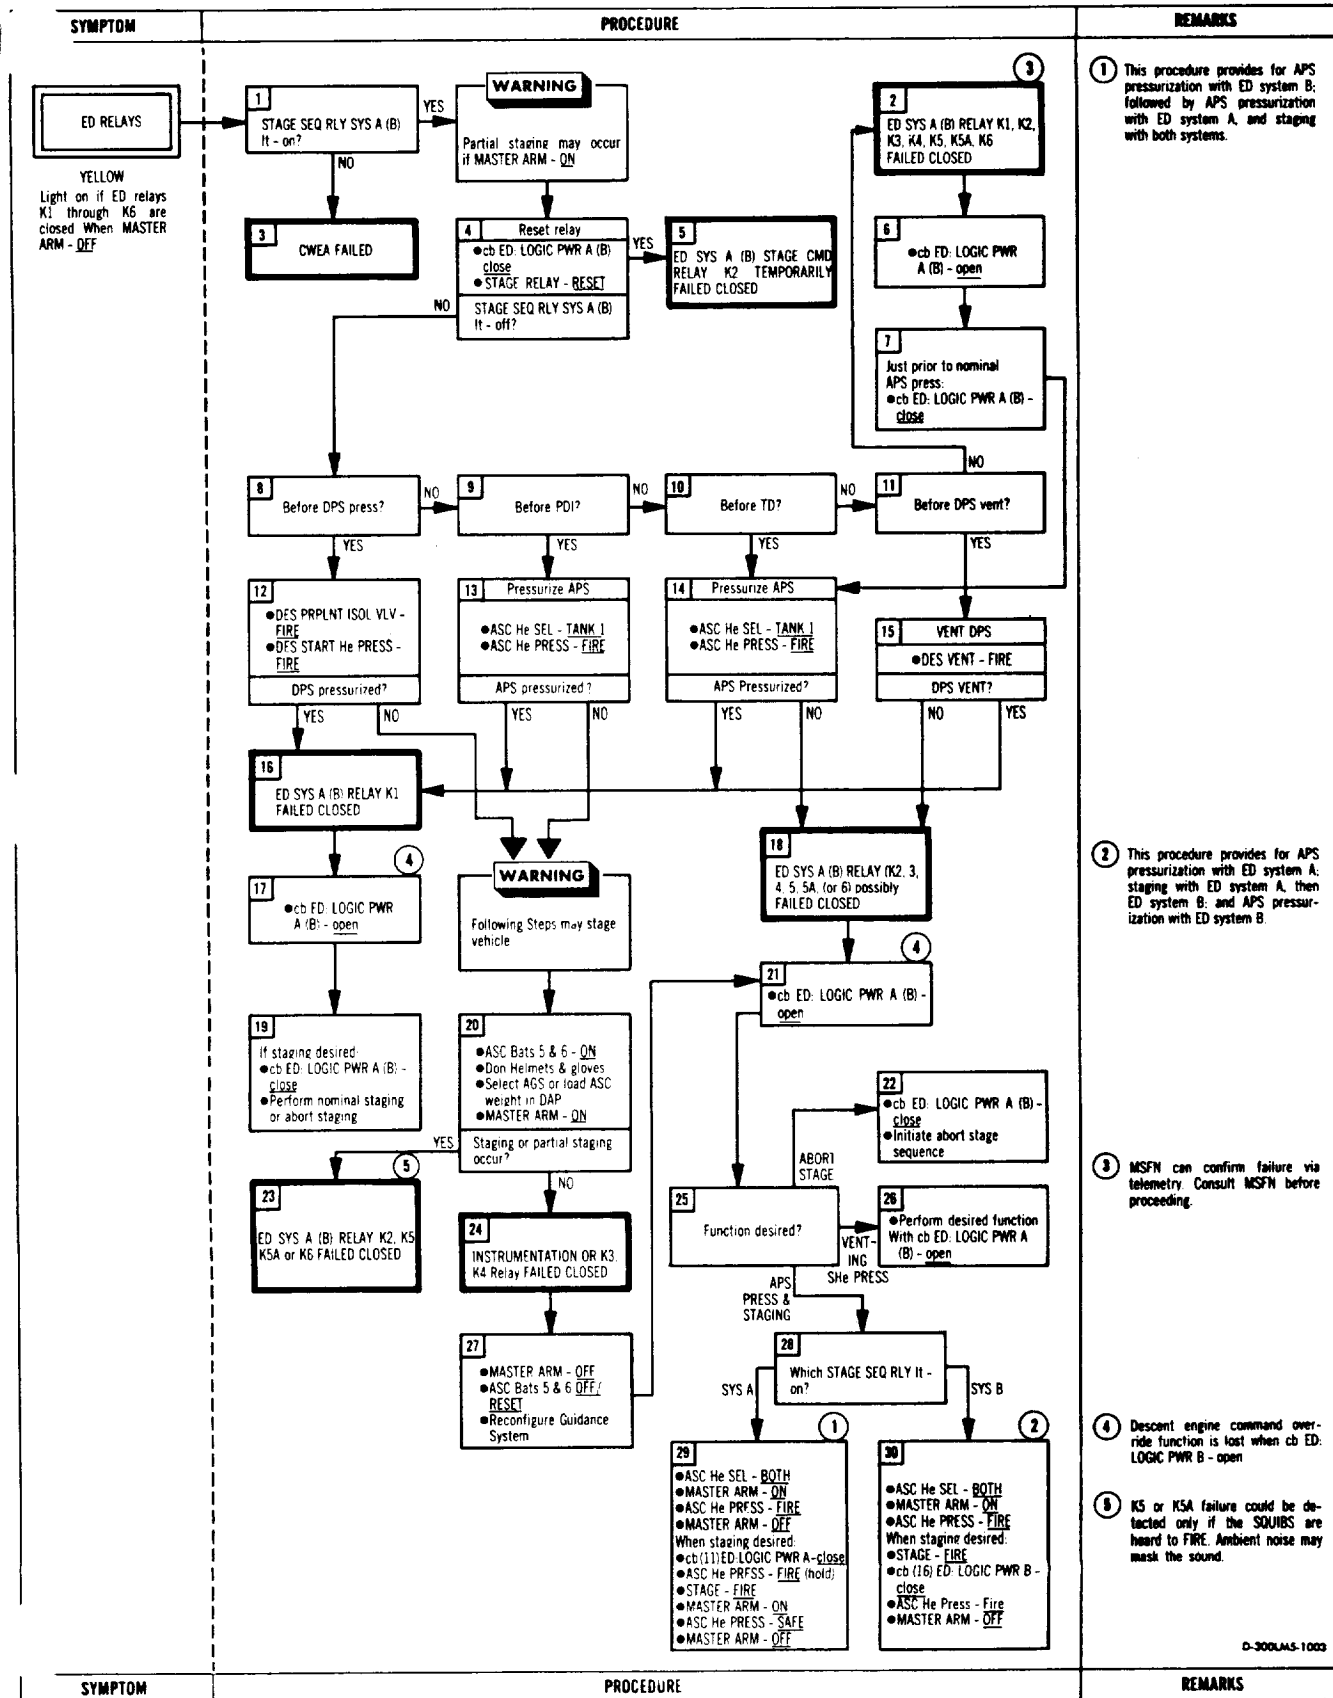 SYMPTOM
PROCEDURE
REMARKS
ED RELAYS
YELLOW
Light on if ED relays
K1 through K6 are
closed When MASTER
ARM - OFF
1
STAGE SEQ RLY SYS A (B)
lt - on?
YES
NO
WARNING
Partial staging may occur
if MASTER ARM - ON
3
2
ED SYS A (B) RELAY K1, K2,
K3, K4, K5, K5A, K6
FAILED CLOSED
3
CWEA FAILED
4
Reset relay
●cb ED: LOGIC PWR A (B)
close
●STAGE RELAY - RESET
STAGE SEQ RLY SYS A (B)
lt - off?
YES
NO
5
ED SYS A (B) STAGE CMD
RELAY K2 TEMPORARILY
FAILED CLOSED
6
●cb ED: LOGIC PWR
A (B) - open
7
Just prior to nominal
APS press:
●cb ED: LOGIC PWR A (B) -
close
8
Before DPS press?
NO
YES
9
Before PDI?
NO
YES
10
Before TD?
NO
YES
11
Before DPS vent?
NO
YES
12
●DES PRPLNT ISOL VLV -
FIRE
●DES START He PRESS -
FIRE
DPS pressurized?
YES
NO
13
Pressurize APS
●ASC He SEL - TANK 1
●ASC He PRESS - FIRE
APS pressurized?
YES
NO
14
Pressurize APS
●ASC He SEL - TANK 1
●ASC He PRESS - FIRE
APS Pressurized?
YES
NO
15
VENT DPS
●DES VENT - FIRE
DPS VENT?
NO
YES
16
ED SYS A (B) RELAY K1
FAILED CLOSED
4
17
●cb ED: LOGIC PWR
A (B) - open
WARNING
Following Steps may stage
vehicle
18
ED SYS A (B) RELAY (K2, 3,
4, 5, 5A, (or 6) possibly
FAILED CLOSED
4
19
If staging desired:
●cb ED: LOGIC PWR A (B) -
close
●Perform nominal staging
or abort staging
20
●ASC Bats 5 & 6 - ON
●Don Helmets & gloves
●Select AGS or load ASC
weight in DAP
●MASTER ARM - ON
Staging or partial staging
occur?
YES
NO
21
●cb ED: LOGIC PWR A (B) -
open
22
●cb ED: LOGIC PWR A (B) -
close
●Initiate abort stage
sequence
5
23
ED SYS A (B) RELAY K2, K5
K5A or K6 FAILED CLOSED
24
INSTRUMENTATION OR K3,
K4 Relay FAILED CLOSED
25
Function desired?
ABORT
STAGE
VENT-
ING
SHe PRESS
APS
PRESS &
STAGING
26
●Perform desired function
With cb ED: LOGIC PWR A
(B) - open
27
●MASTER ARM - OFF
●ASC Bats 5 & 6 OFF/
RESET
●Reconfigure Guidance
System
28
Which STAGE SEQ RLY lt -
on?
SYS A
SYS B
1
29
●ASC He SEL - BOTH
●MASTER ARM - ON
●ASC He PRESS - FIRE
●MASTER ARM - OFF
When staging desired:
●cb(11)ED:LOGIC PWR A-close
●ASC He PRESS - FIRE (hold)
●STAGE - FIRE
●MASTER ARM - ON
●ASC He PRESS - SAFE
●MASTER ARM - OFF
2
30
●ASC He SEL - BOTH
●MASTER ARM - ON
●ASC He PRESS - FIRE
When staging desired:
●STAGE - FIRE
●cb (16) ED: LOGIC PWR B -
close
●ASC He Press - Fire
●MASTER ARM - OFF
1 This procedure provides for APS
pressurization with ED system B;
followed by APS pressurization
with ED system A, and staging
with both systems.
2 This procedure provides for APS
pressurization with ED system A;
staging with ED system A, then
ED system B; and APS pressur-
ization with ED system B.
3 MSFN can confirm failure via
telemetry. Consult MSFN before
proceeding.
4 Descent engine command over-
ride function is lost when cb ED:
LOGIC PWR B - open
5 K5 or K5A failure could be de-
tected only if the SQUIBS are
heard to FIRE. Ambient noise may
mask the sound.
D-300LM5-1003
SYMPTOM
PROCEDURE
REMARKS